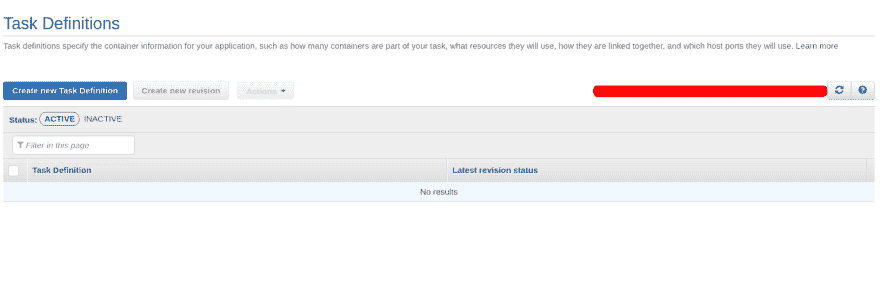 Task Definitions
Task definitions specify the container information for your application, such as how many containers are part of your task, what resources they will use, how they are linked together, and which host ports they will use. Learn more
Create new Task Definition Create new revision Actions
Status: ACTIVE INACTIVE
Filter in this page
Task Definition Latest revision status
No results